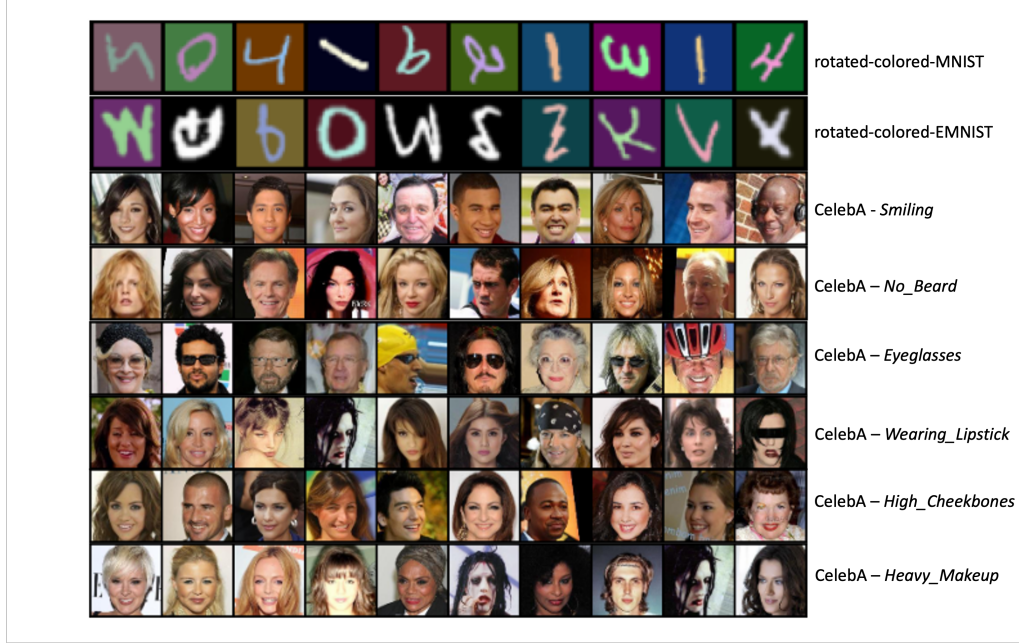 rotated-colored-MNIST
rotated-colored-EMNIST
CelebA - Smiling
CelebA – No_Beard
CelebA – Eyeglasses
CelebA – Wearing_Lipstick
CelebA – High_Cheekbones
CelebA – Heavy_Makeup